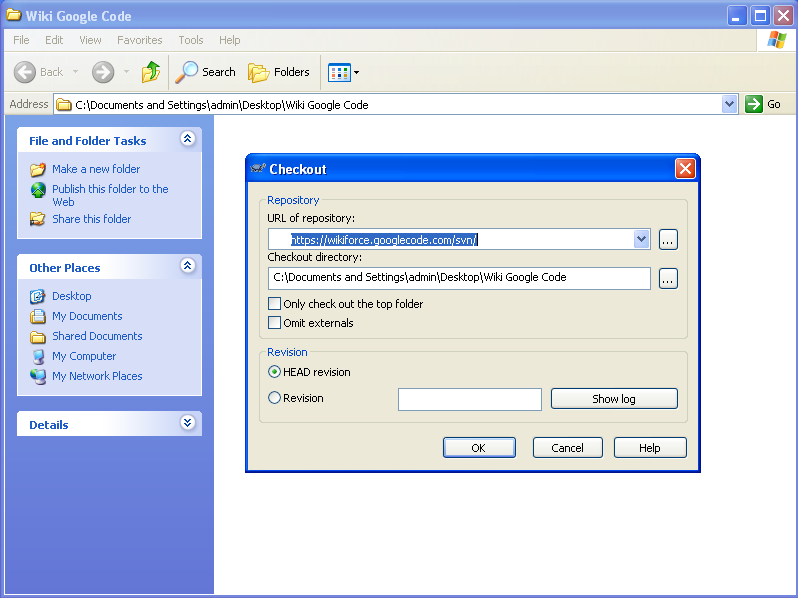 Wiki Google Code
File Edit View Favorites Tools Help
Back Search Folders
Address C:\Documents and Settings\admin\Desktop\Wiki Google Code Go
File and Folder Tasks
Make a new folder
Publish this folder to the
Web
Share this folder
Other Places
Desktop
My Documents
Shared Documents
My Computer
My Network Places
Details
Checkout
Repository
URL of repository:
https://wikiforce.googlecode.com/svn/
...
Checkout directory:
C:\Documents and Settings\admin\Desktop\Wiki Google Code
...
Only check out the top folder
Omit externals
Revision
HEAD revision
Revision Show log
OK Cancel Help